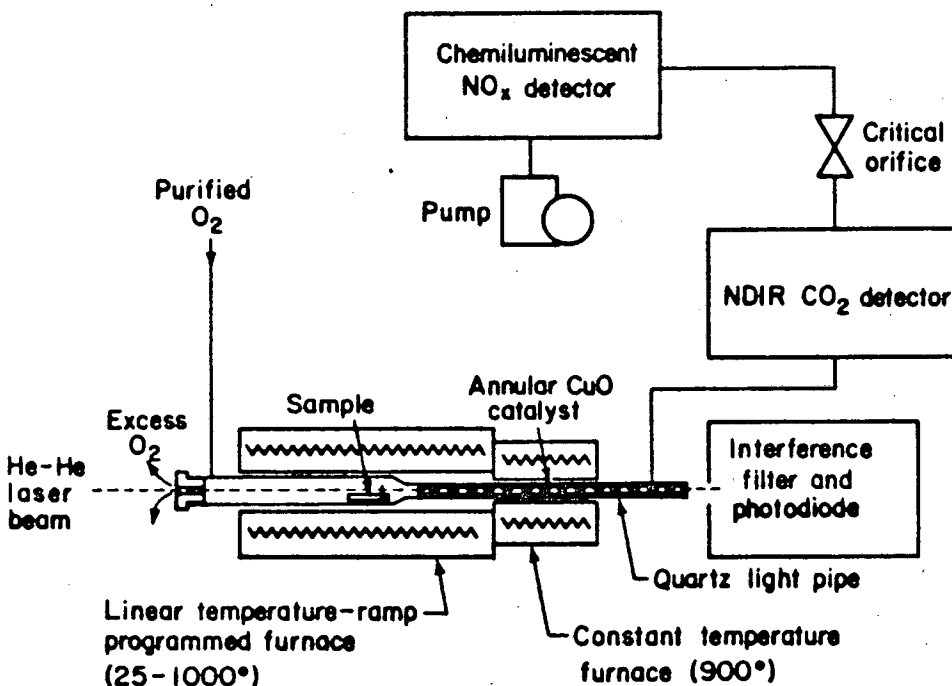 Chemiluminescent
NOx detector
Critical
orifice
Purified
O2
Pump
NDIR CO2 detector
Annular CuO
catalyst
Sample
Excess
O2
He-He
laser
beam
Interference
filter and
photodiode
Quartz light pipe
Linear temperature-ramp
programmed furnace
(25-1000°)
Constant temperature
furnace (900°)